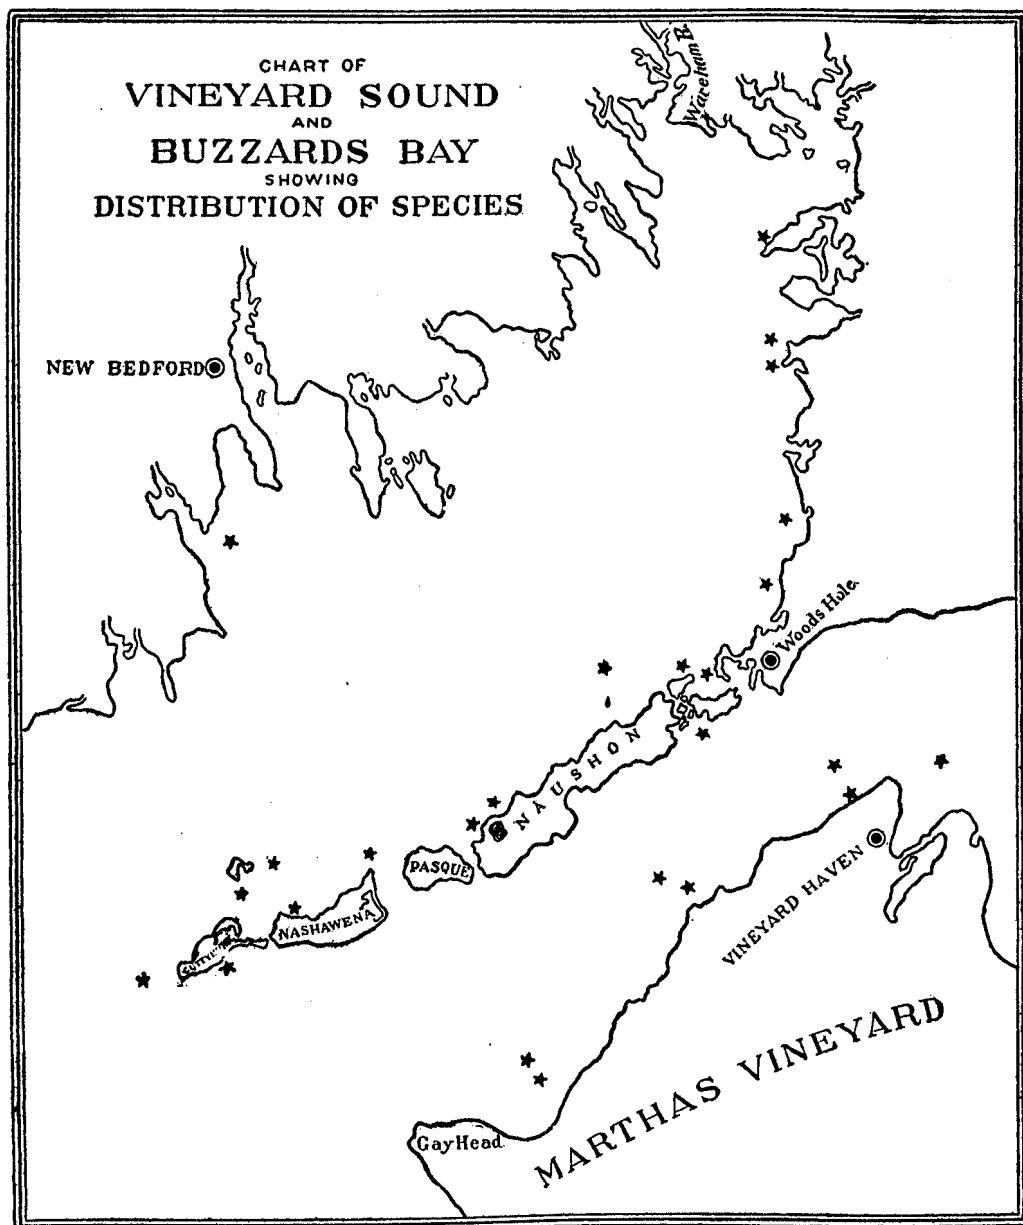 CHART OF
VINEYARD SOUND
AND
BUZZARDS BAY
SHOWING
DISTRIBUTION OF SPECIES
Wareham R.
NEW BEDFORD
Woods Hole
NAUSHON
PASQUE
NASHAWENA
VINEYARD HAVEN
MARTHAS VINEYARD
Gay Head